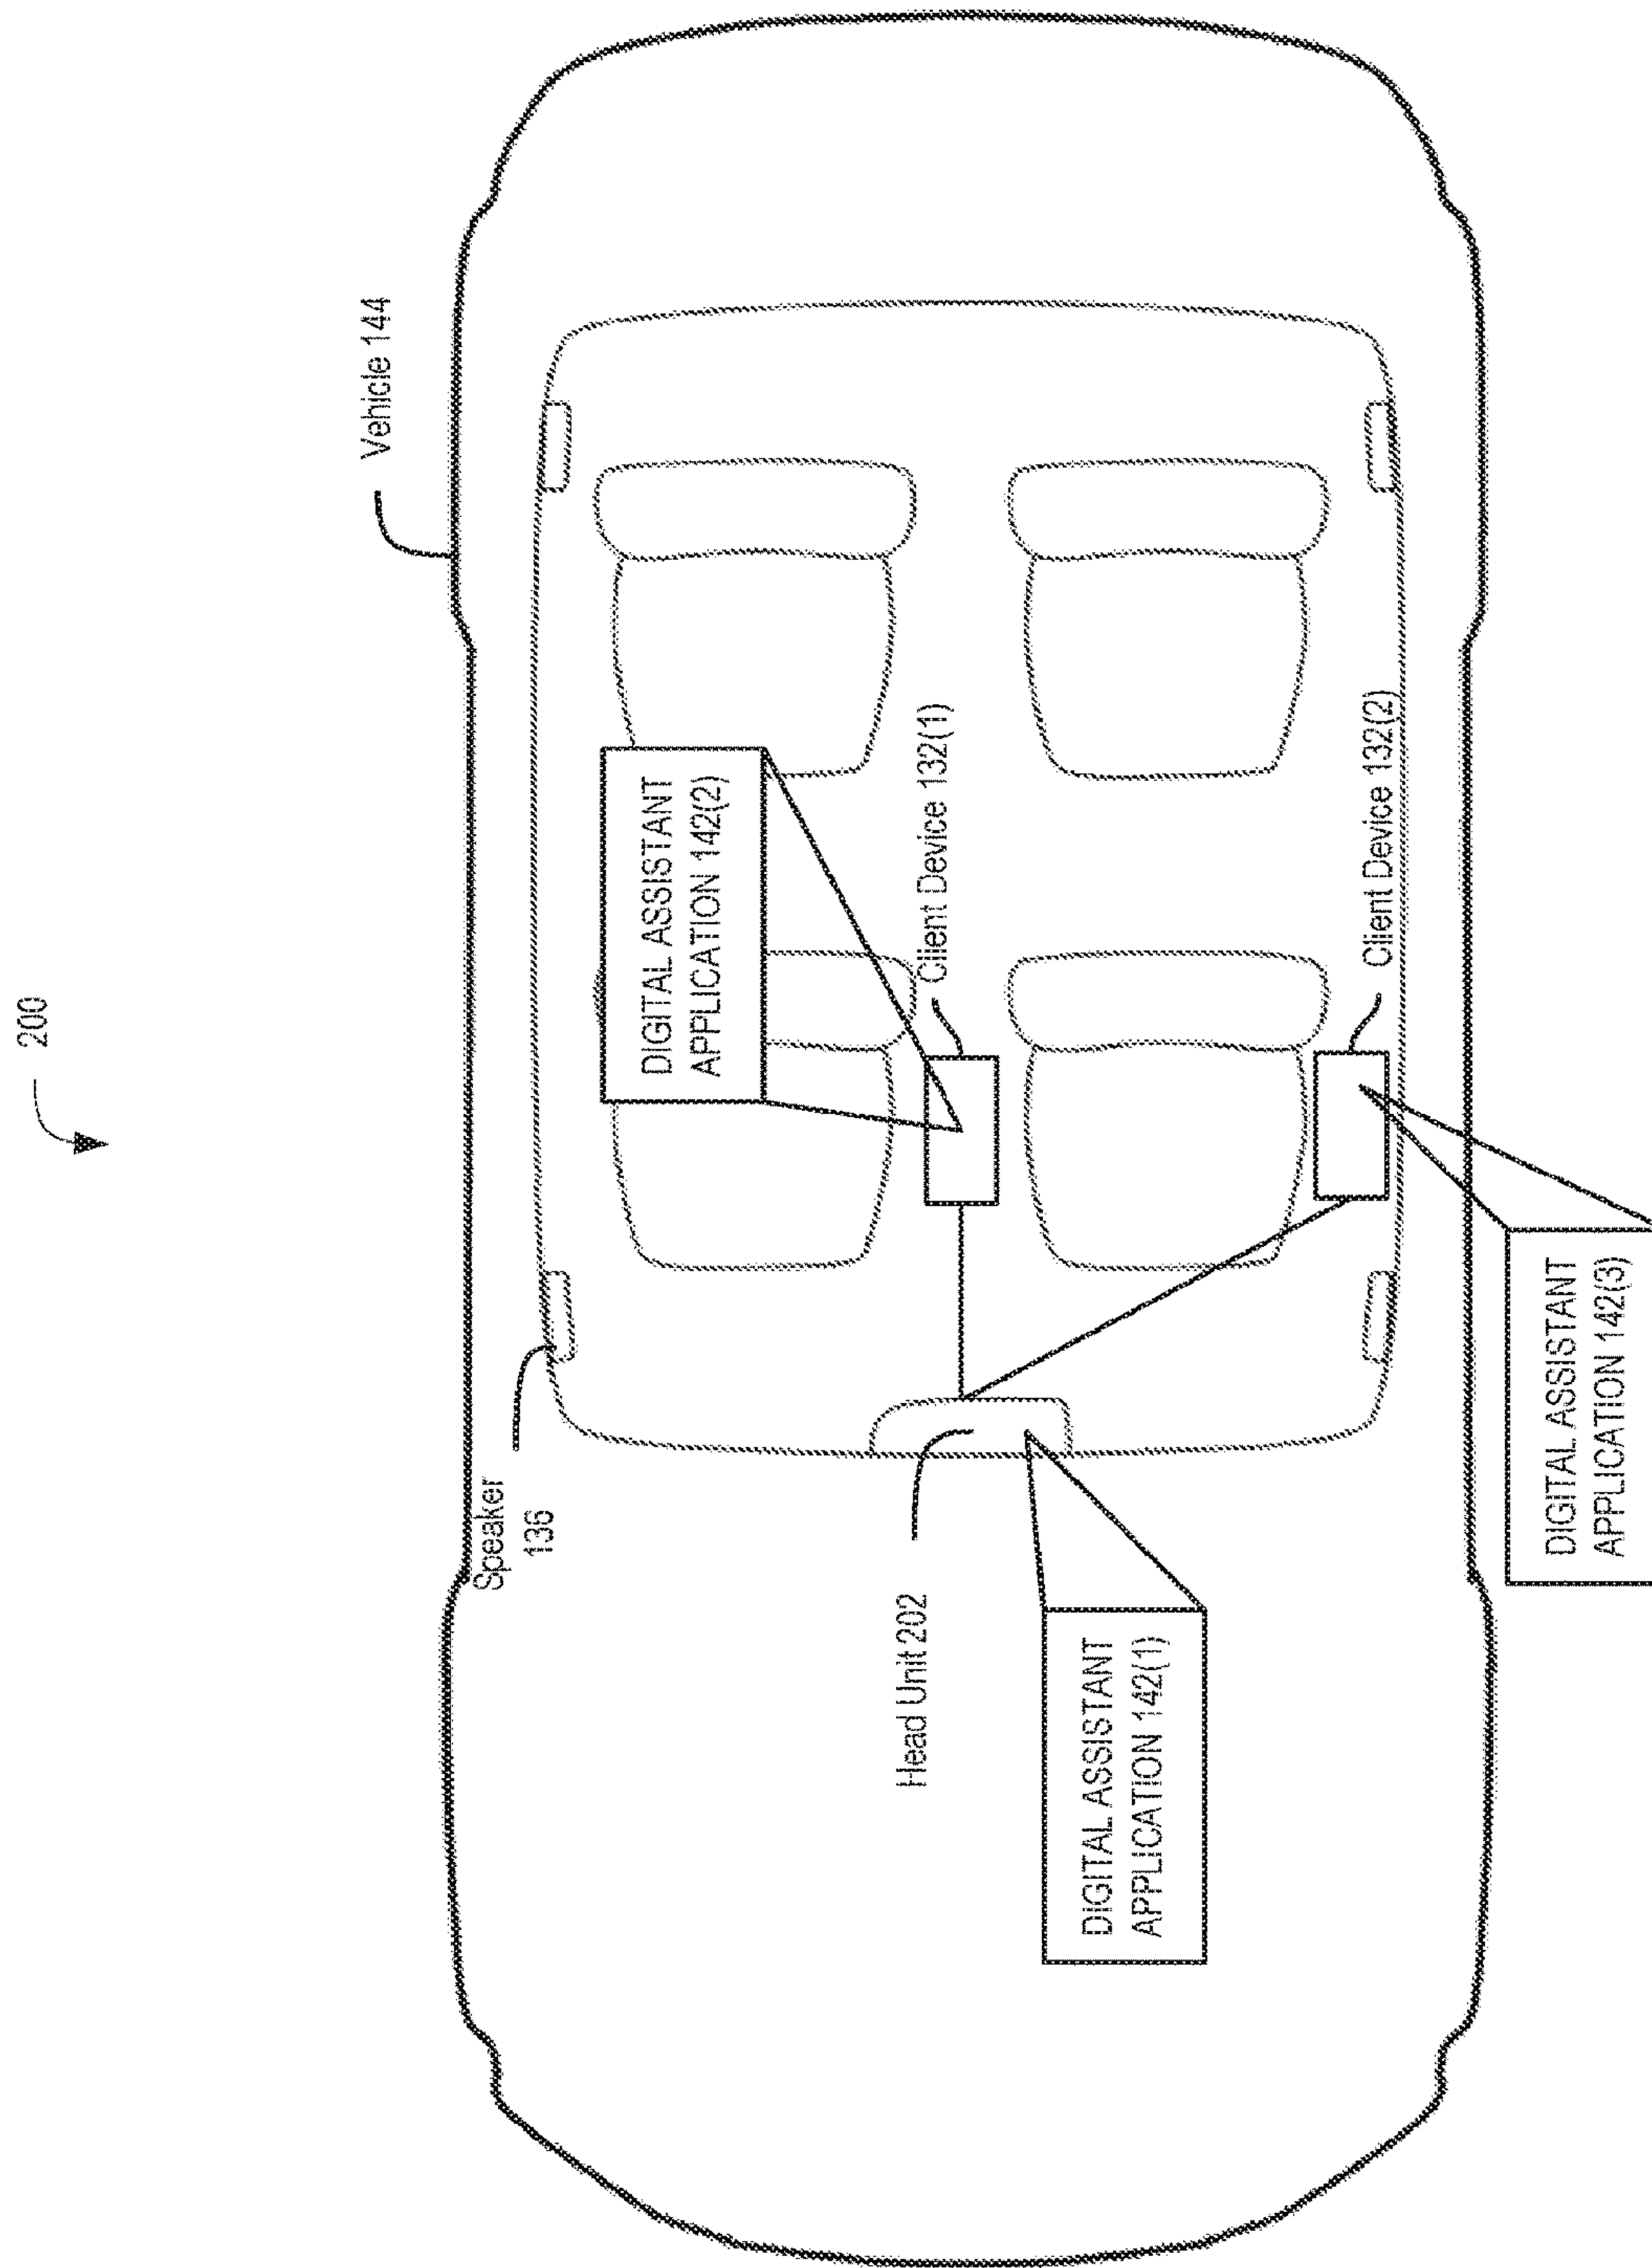 200
Vehicle 144
Speaker
136
DIGITAL ASSISTANT
APPLICATION 142(2)
Client Device 132(1)
Head Unit 202
DIGITAL ASSISTANT
APPLICATION 142(1)
Client Device 132(2)
DIGITAL ASSISTANT
APPLICATION 142(3)